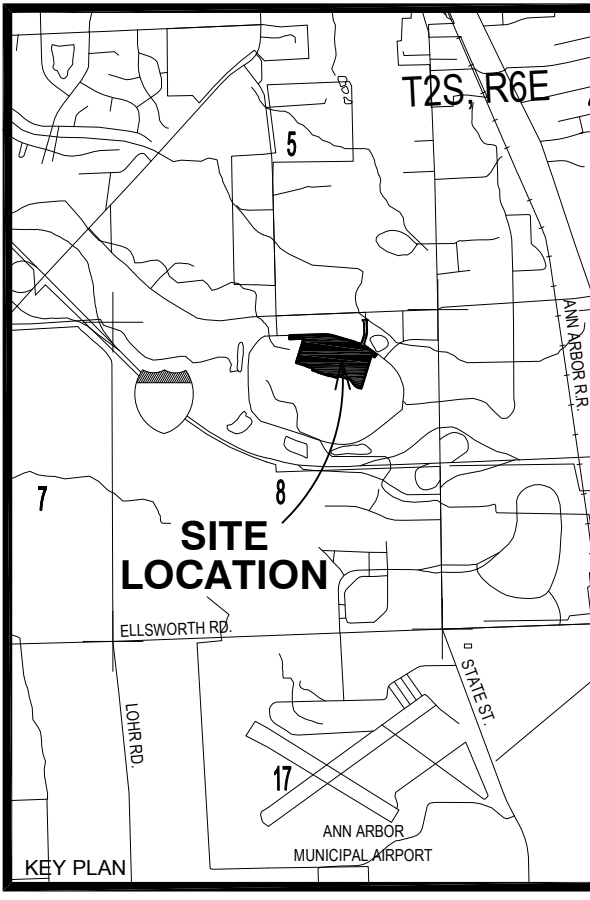 T2S, R6E
5
ANN ARBOR R.R.
7
8
SITE
LOCATION
ELLSWORTH RD.
STATE ST.
LOHR RD.
17
ANN ARBOR
MUNICIPAL AIRPORT
KEY PLAN